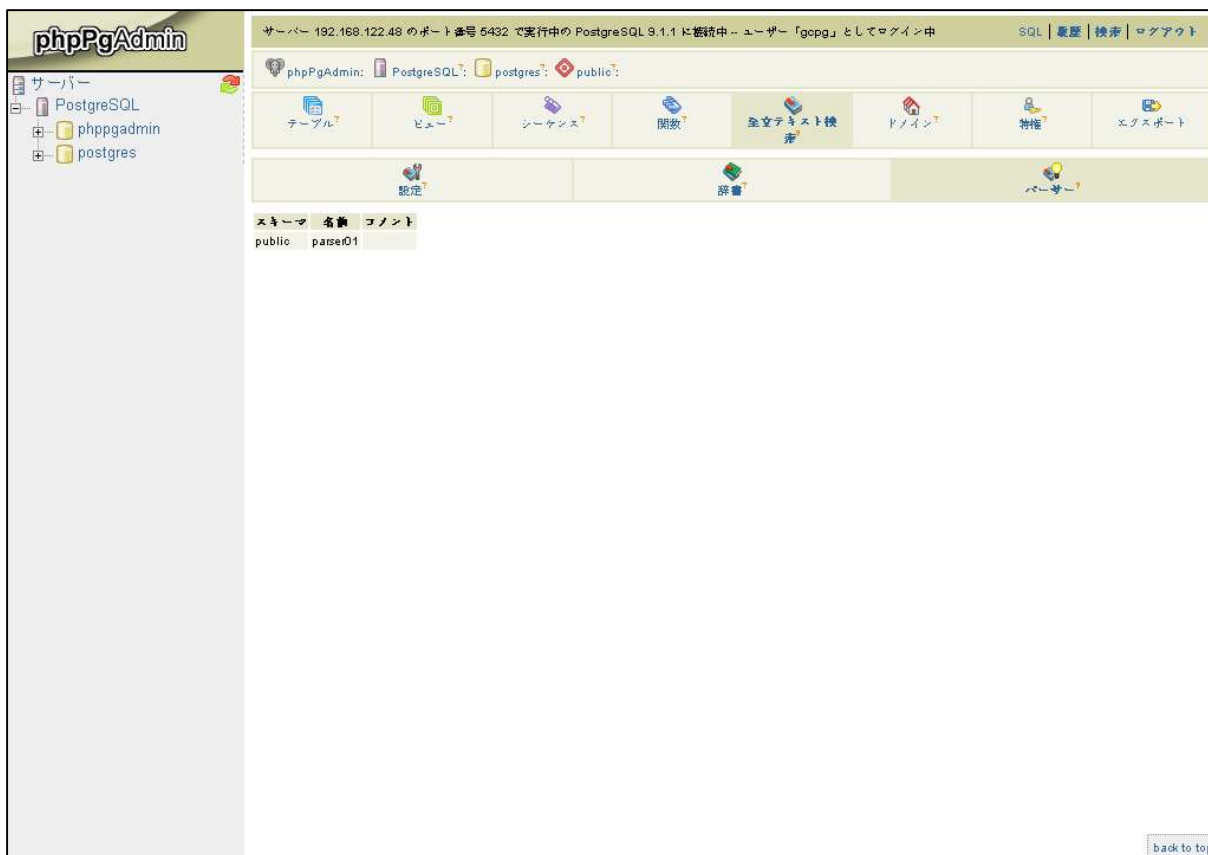 phpPgAdmin
サーバー
PostgreSQL
phppgadmin
postgres
サーバー 192.168.122.48 のポート番号 5432 で実行中の PostgreSQL 9.1.1 に接続中 -- ユーザー「gcpg」としてログイン中
SQL | 履歴 | 検索 | ログアウト
phpPgAdmin: PostgreSQL?: postgres?: public?:
テーブル?
ビュー?
シーケンス?
関数?
全文テキスト検索?
ドメイン?
特権?
エクスポート
設定?
辞書?
パーサー?
スキーマ 名前 コメント
public parser01
back to top